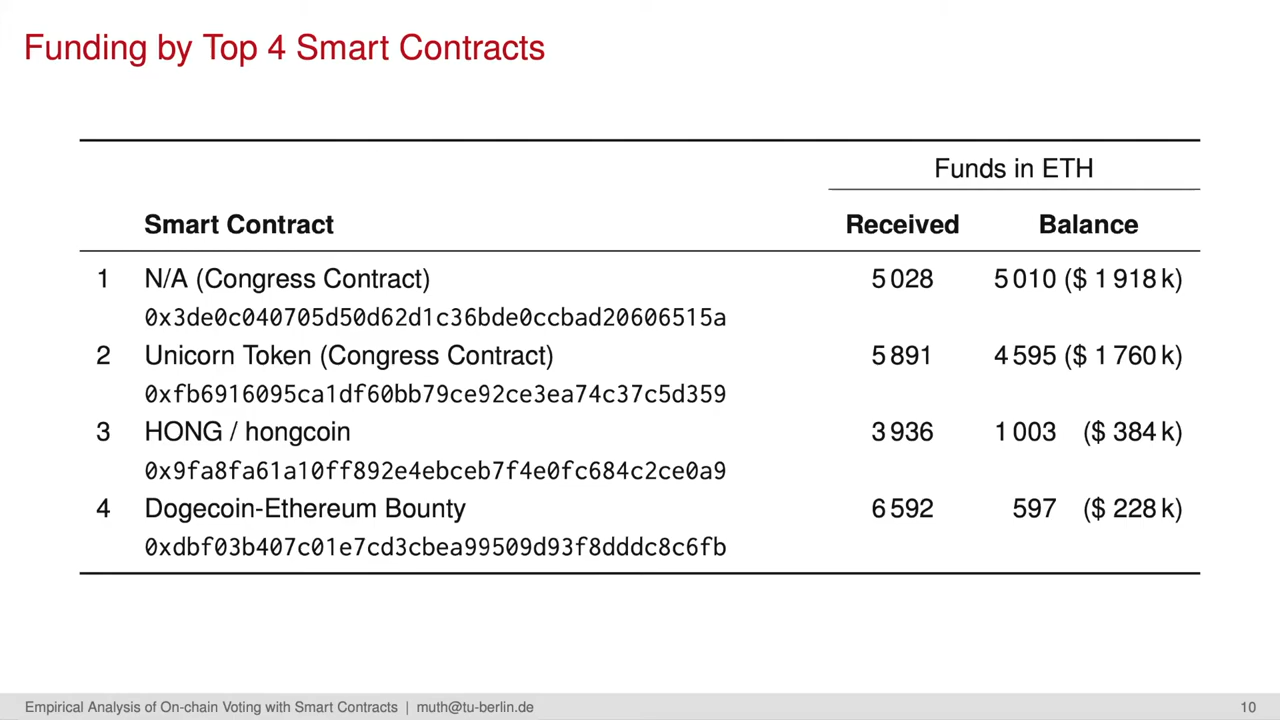 Funding by Top 4 Smart Contracts
Funds in ETH
Smart Contract Received Balance
1 N/A (Congress Contract) 5 028 5 010 ($ 1 918 k)
0x3de0c040705d50d62d1c36bde0ccbad20606515a
2 Unicorn Token (Congress Contract) 5 891 4 595 ($ 1 760 k)
0xfb6916095ca1df60bb79ce92ce3ea74c37c5d359
3 HONG / hongcoin 3 936 1 003 ($ 384 k)
0x9fa8fa61a10ff892e4ebceb7f4e0fc684c2ce0a9
4 Dogecoin-Ethereum Bounty 6 592 597 ($ 228 k)
0xdbf03b407c01e7cd3cbea99509d93f8dddc8c6fb
Empirical Analysis of On-chain Voting with Smart Contracts | muth@tu-berlin.de 10